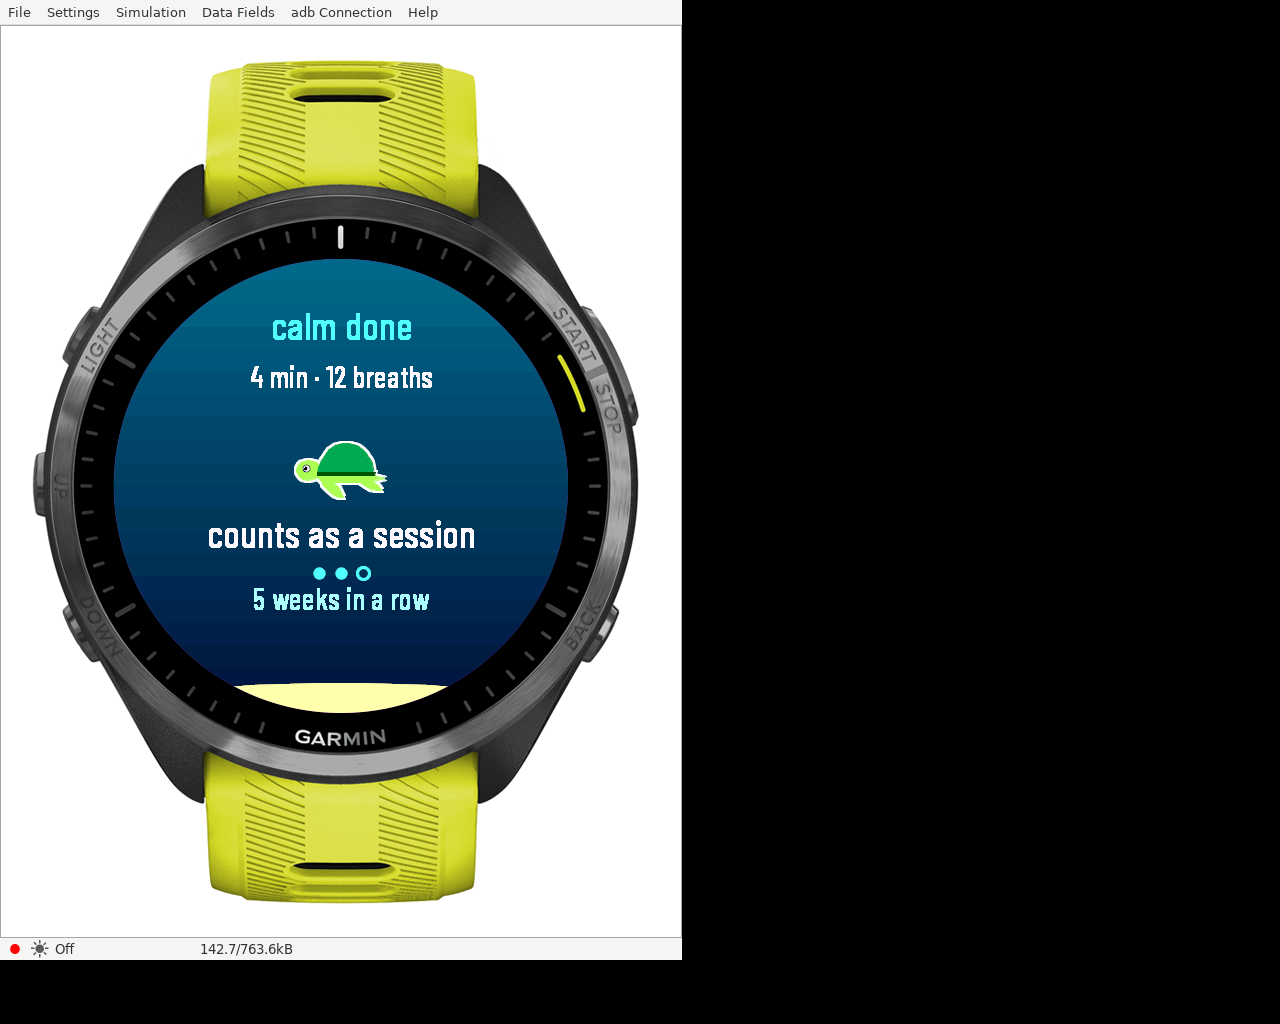 File Settings Simulation Data Fields adb Connection Help
LIGHT
START
STOP
UP
DOWN
BACK
calm done
4 min · 12 breaths
counts as a session
5 weeks in a row
GARMIN
Off 142.7/763.6kB